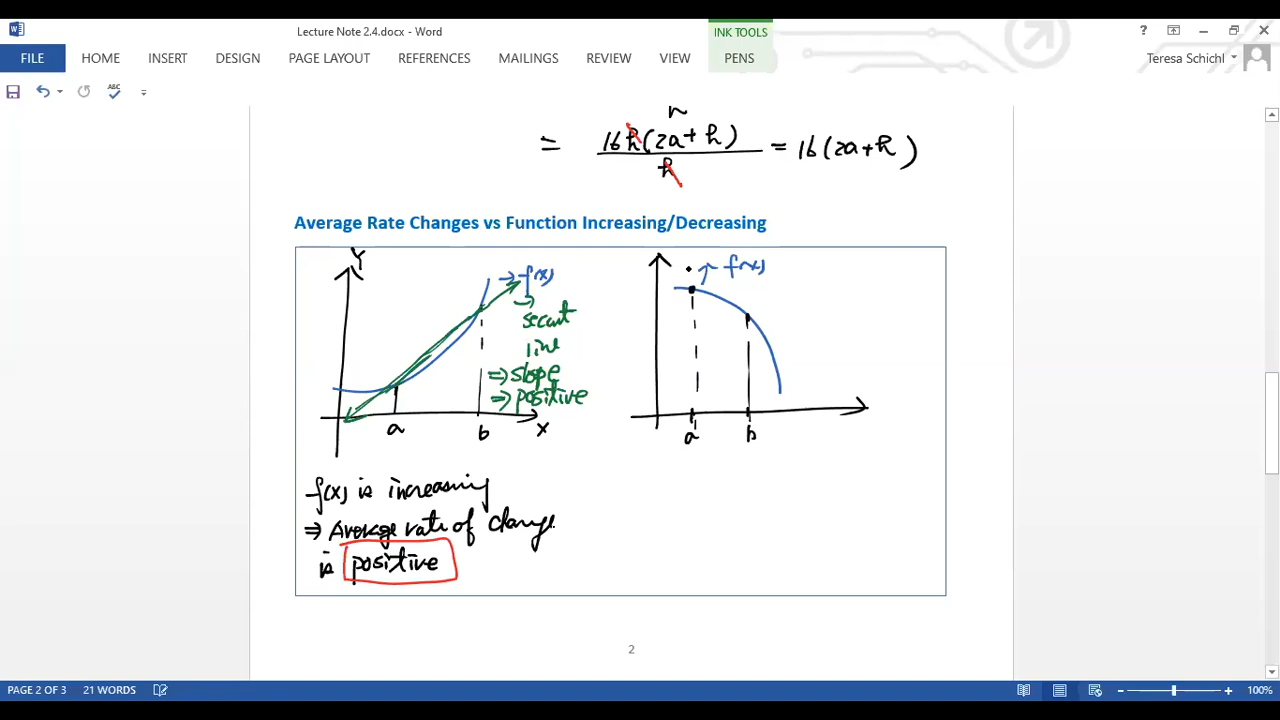 Lecture Note 2.4.docx - Word
INK TOOLS
?
FILE HOME INSERT DESIGN PAGE LAYOUT REFERENCES MAILINGS REVIEW VIEW PENS
Teresa Schichl
ABC
h
= 16h(2a+h) / h = 16(2a+h)
Average Rate Changes vs Function Increasing/Decreasing
Y
→ f(x)
→ secant
line
⇒ slope
⇒ positive
a b x
f(x) is increasing
⇒ Average rate of change
is positive
f(x)
a b
2
PAGE 2 OF 3 21 WORDS
100%